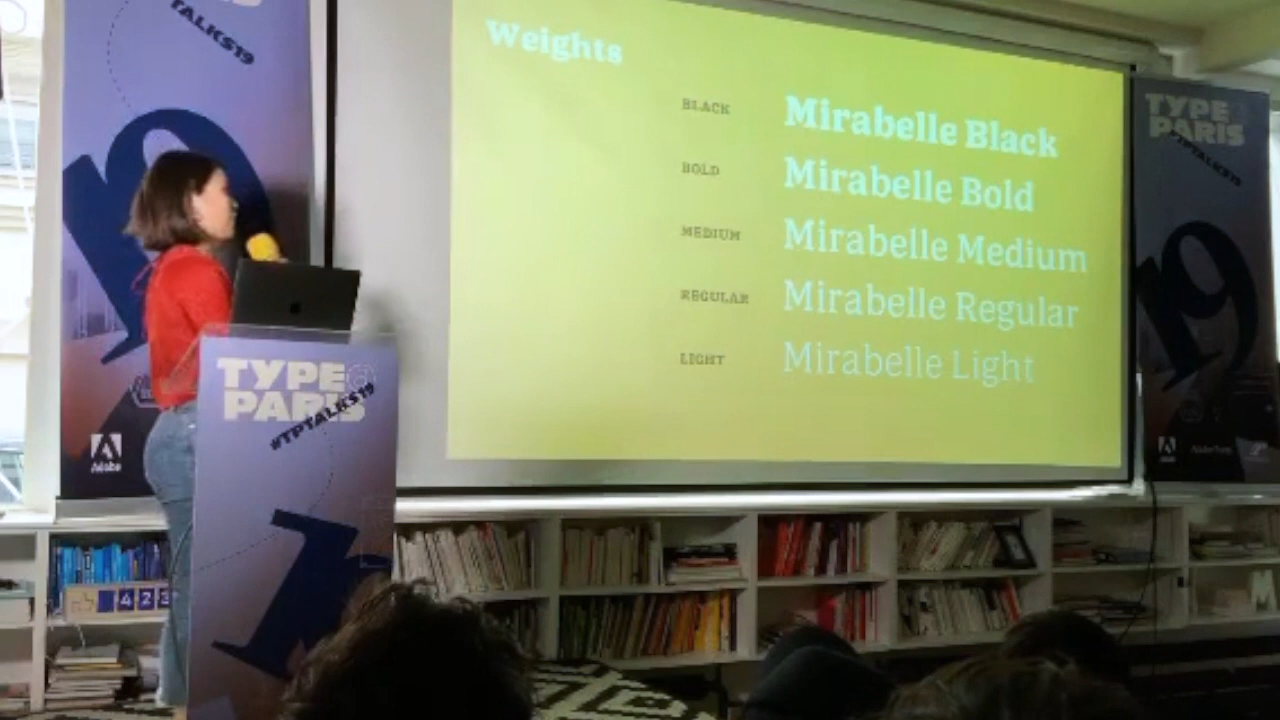 TALKS19
Adobe
TYPE@
PARIS
#TPTALKS19
1423
Weights
BLACK Mirabelle Black
BOLD Mirabelle Bold
MEDIUM Mirabelle Medium
REGULAR Mirabelle Regular
LIGHT Mirabelle Light
TYPE
PARIS
#TPTALKS19